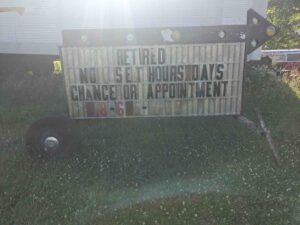 RETIRED
NO SET HOURS DAYS
CHANCE OR APPOINTMENT